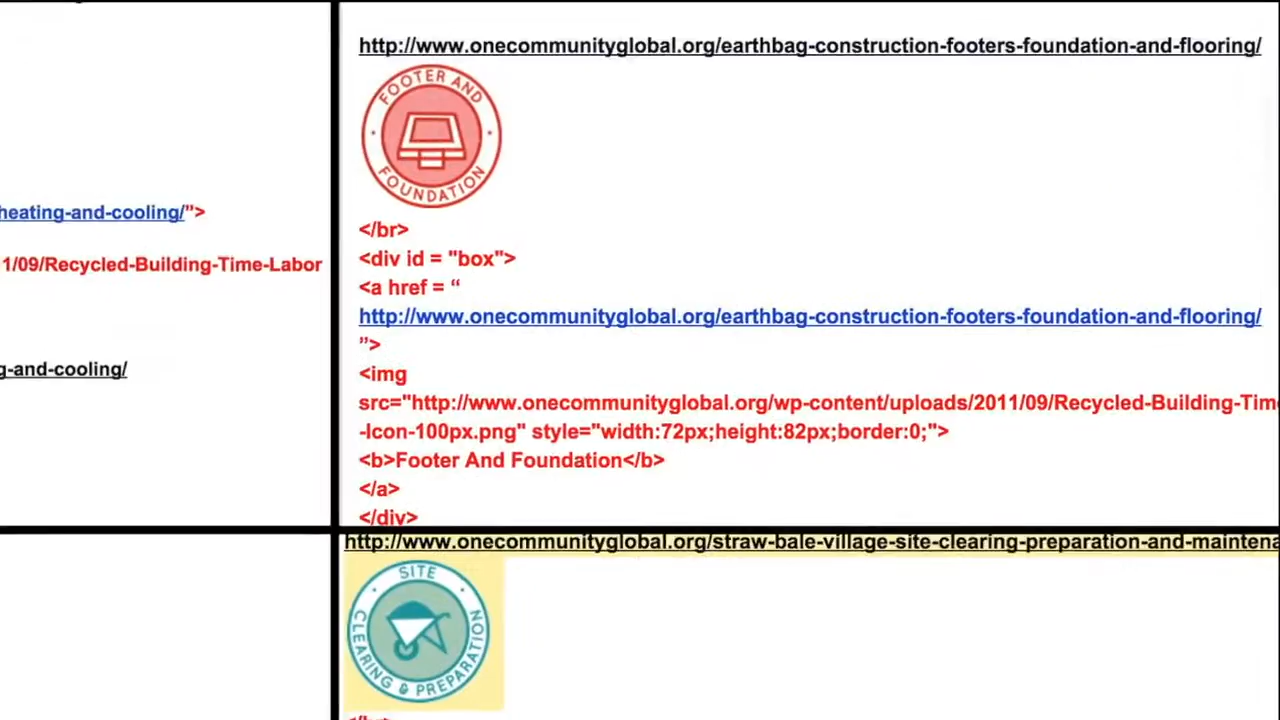 heating-and-cooling/”>
1/09/Recycled-Building-Time-Labor
g-and-cooling/
http://www.onecommunityglobal.org/earthbag-construction-footers-foundation-and-flooring/
FOOTER AND
FOUNDATION
</br>
<div id = "box">
<a href = “
http://www.onecommunityglobal.org/earthbag-construction-footers-foundation-and-flooring/
”>
<img
src="http://www.onecommunityglobal.org/wp-content/uploads/2011/09/Recycled-Building-Tim
-Icon-100px.png" style="width:72px;height:82px;border:0;">
<b>Footer And Foundation</b>
</a>
</div>
http://www.onecommunityglobal.org/straw-bale-village-site-clearing-preparation-and-maintena
SITE
CLEARING & PREPARATION